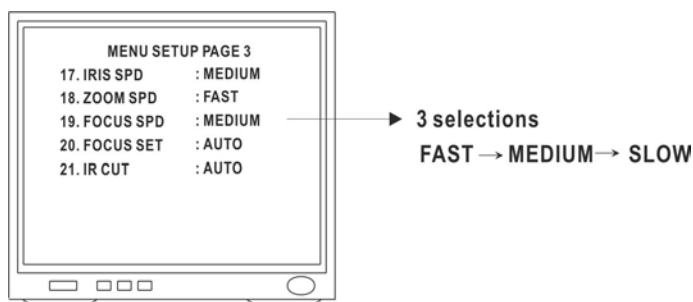 MENU SETUP PAGE 3
17. IRIS SPD : MEDIUM
18. ZOOM SPD : FAST
19. FOCUS SPD : MEDIUM
20. FOCUS SET : AUTO
21. IR CUT : AUTO
3 selections
FAST → MEDIUM → SLOW